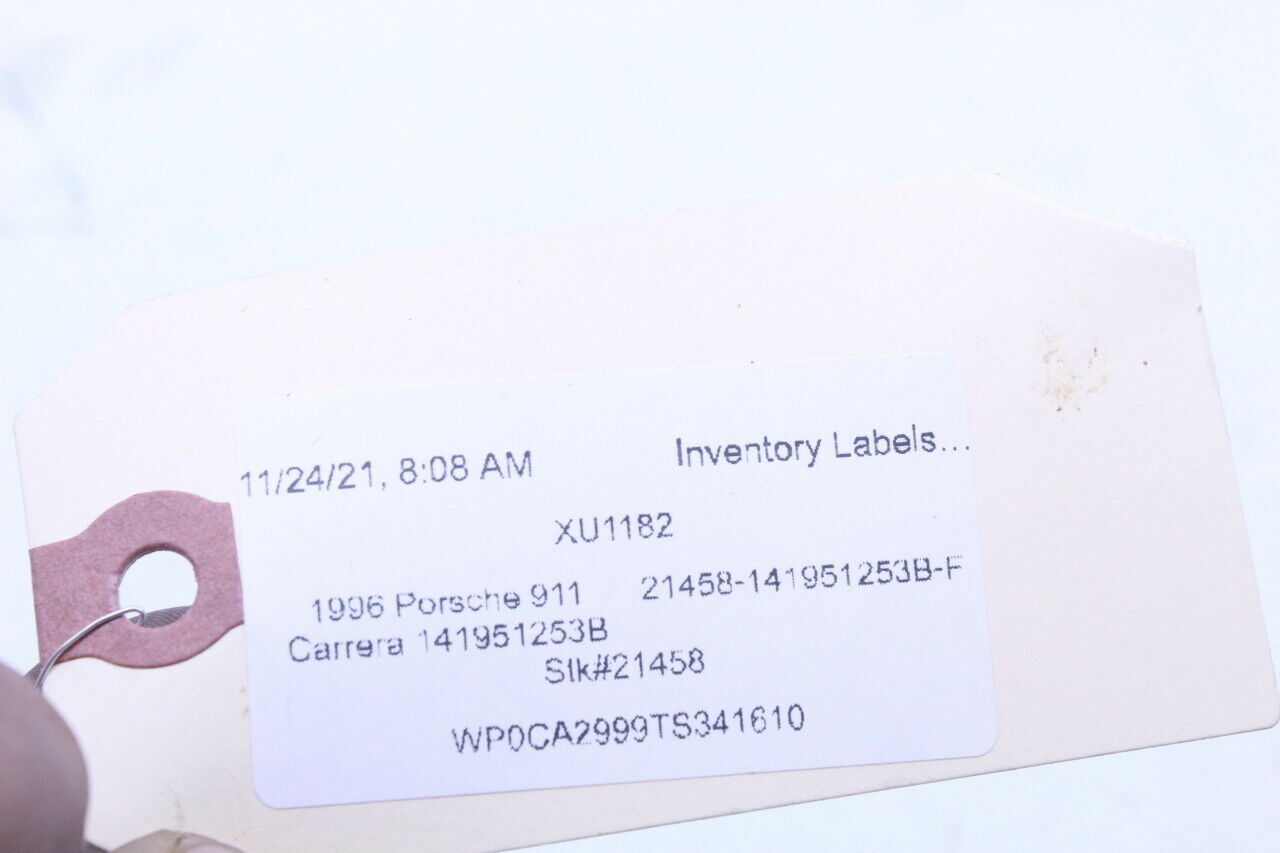 11/24/21, 8:08 AM Inventory Labels...
XU1182
1996 Porsche 911 21458-141951253B-F
Carrera 141951253B
Stk#21458
WP0CA2999TS341610